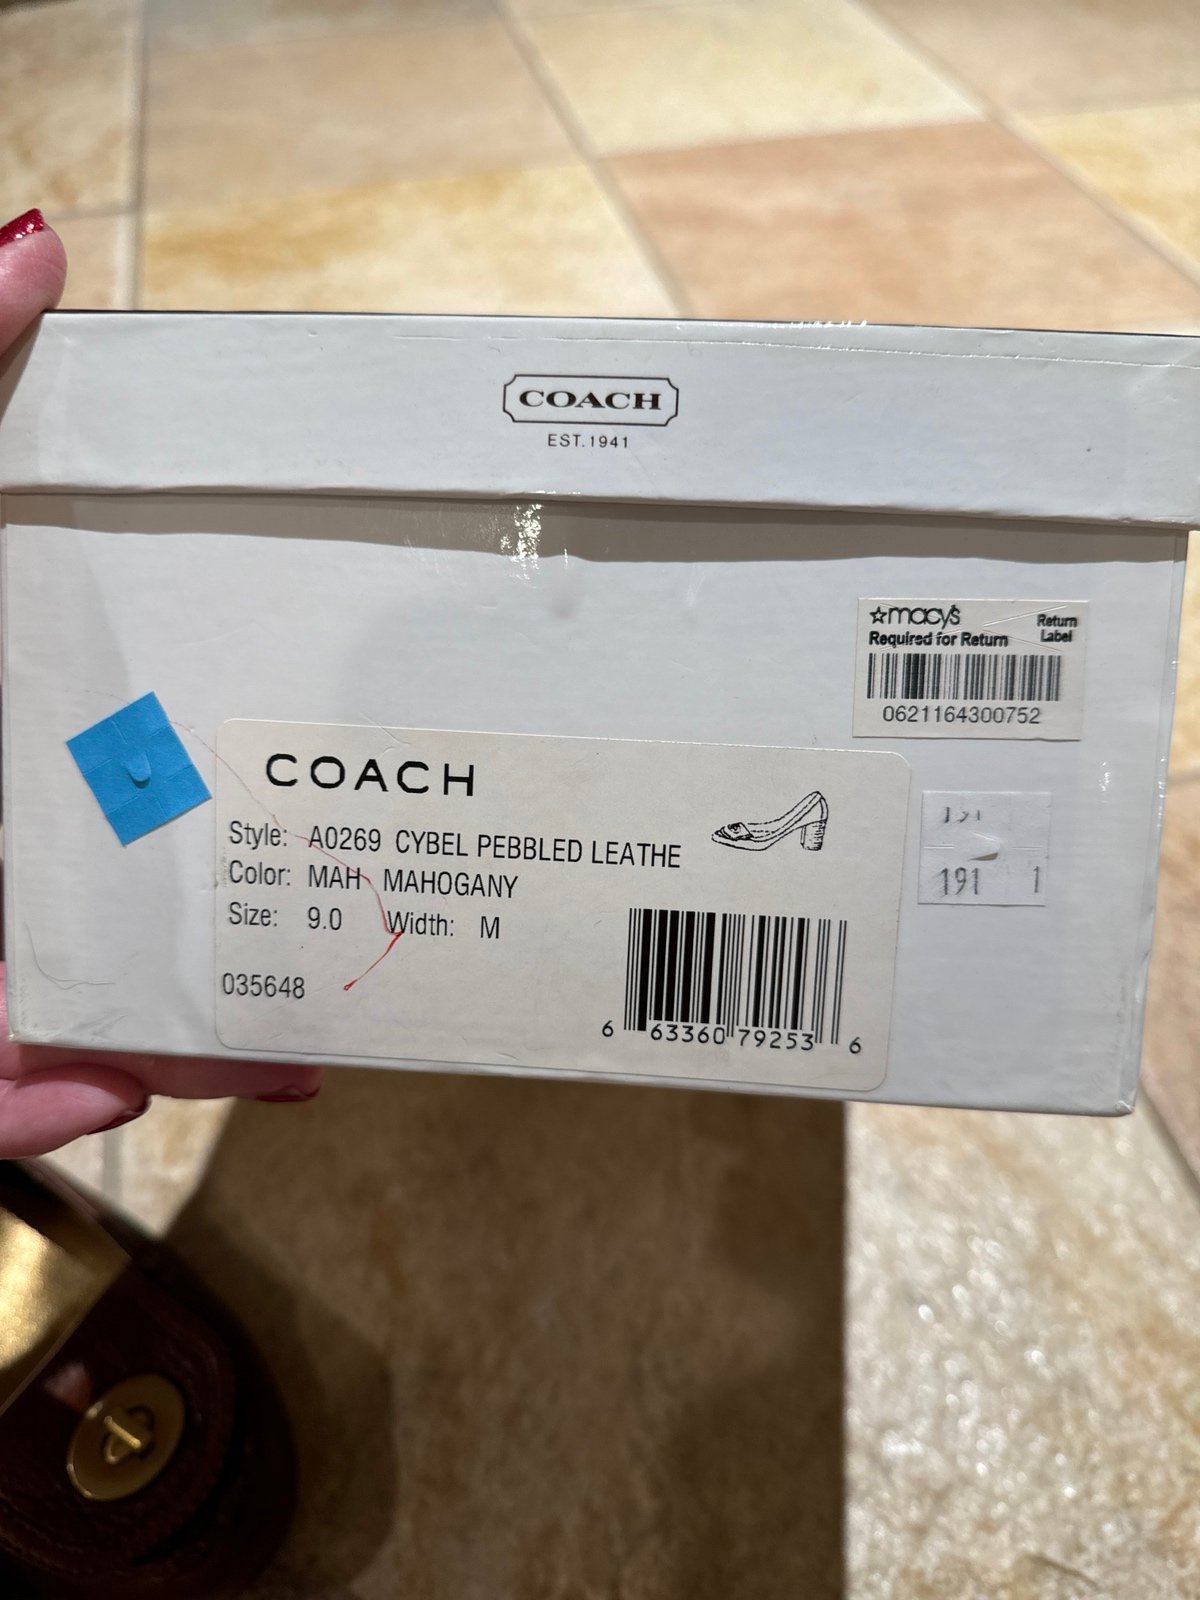 COACH
EST.1941
macy's
Return
Label
Required for Return
0621164300752
COACH
Style: A0269 CYBEL PEBBLED LEATHE
Color: MAH MAHOGANY
Size: 9.0 Width: M
035648
6 63360 79253 6
191
191 1